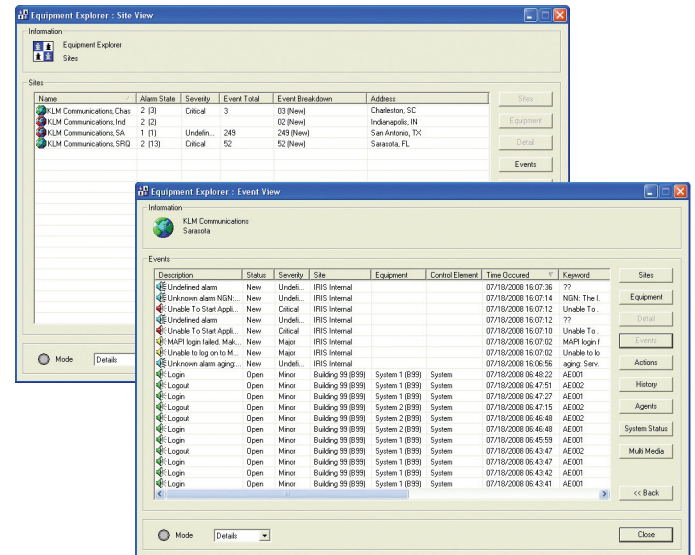 Equipment Explorer : Site View
Information
Equipment Explorer
Sites
Sites
Name Alarm State Severity Event Total Event Breakdown Address
KLM Communications, Chas 2 (3) Critical 3 03 (New) Charleston, SC
KLM Communications, Ind 2 (2) 02 (New) Indianapolis, IN
KLM Communications, SA 1 (1) Undefin... 249 249 (New) San Antonio, TX
KLM Communications, SRQ 2 (13) Critical 52 52 (New) Sarasota, FL
Sites
Equipment
Detail
Events
Mode Details
Equipment Explorer : Event View
Information
KLM Communications
Sarasota
Events
Description Status Severity Site Equipment Control Element Time Occured Keyword
Undefined alarm New Undefi... IRIS Internal 07/18/2008 16:07:36 ??
Unknown alarm NGN:... New Undefi... IRIS Internal 07/18/2008 16:07:14 NGN: The I.
Unable To Start Appli... New Critical IRIS Internal 07/18/2008 16:07:12 Unable To .
Undefined alarm New Undefi... IRIS Internal 07/18/2008 16:07:12 ??
Unable To Start Appli... New Critical IRIS Internal 07/18/2008 16:07:10 Unable To .
MAPI login failed. Mak... New Major IRIS Internal 07/18/2008 16:07:02 MAPI login f
Unable to log on to M... New Major IRIS Internal 07/18/2008 16:07:02 Unable to lo
Unknown alarm aging:... New Undefi... IRIS Internal 07/18/2008 16:06:56 aging: Serv.
Login Open Minor Building 99 (B99) System 1 (B99) System 07/18/2008 06:48:22 AE001
Logout Open Minor Building 99 (B99) System 1 (B99) System 07/18/2008 06:47:51 AE002
Login Open Minor Building 99 (B99) System 1 (B99) System 07/18/2008 06:47:27 AE001
Logout Open Minor Building 99 (B99) System 2 (B99) System 07/18/2008 06:47:15 AE002
Logout Open Minor Building 99 (B99) System 2 (B99) System 07/18/2008 06:46:48 AE002
Login Open Minor Building 99 (B99) System 2 (B99) System 07/18/2008 06:46:48 AE001
Login Open Minor Building 99 (B99) System 1 (B99) System 07/18/2008 06:45:59 AE001
Logout Open Minor Building 99 (B99) System 1 (B99) System 07/18/2008 06:43:47 AE002
Login Open Minor Building 99 (B99) System 1 (B99) System 07/18/2008 06:43:47 AE001
Login Open Minor Building 99 (B99) System 1 (B99) System 07/18/2008 06:43:42 AE001
Login Open Minor Building 99 (B99) System 1 (B99) System 07/18/2008 06:43:41 AE001
Sites
Equipment
Detail
Events
Actions
History
Agents
System Status
Multi Media
<< Back
Mode Details
Close